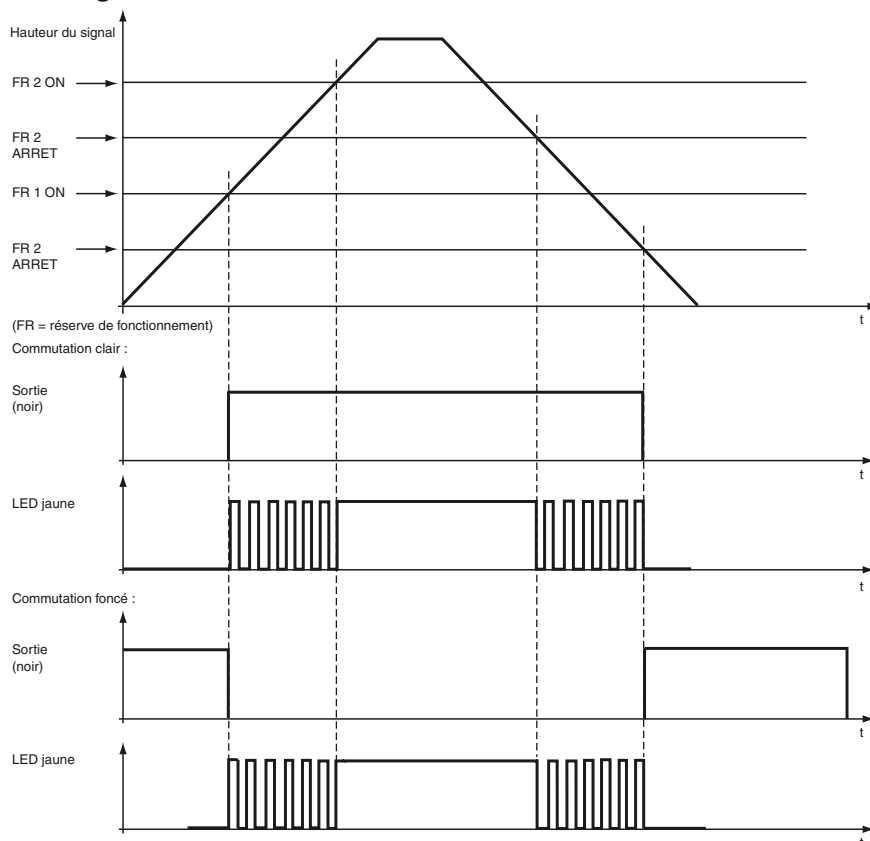 Hauteur du signal
FR 2 ON
FR 2
ARRET
FR 1 ON
FR 2
ARRET
t
(FR = réserve de fonctionnement)
Commutation clair :
Sortie
(noir)
t
LED jaune
t
Commutation foncé :
Sortie
(noir)
t
LED jaune
t